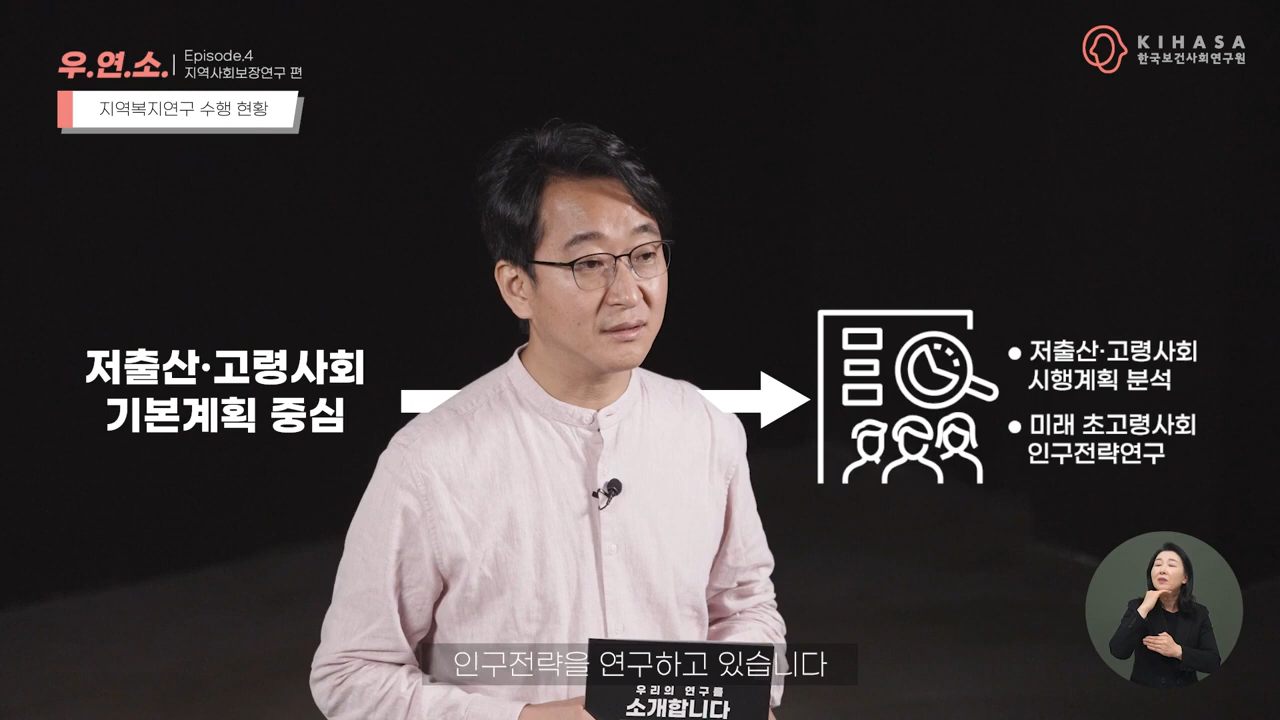 우.연.소.
Episode.4
지역사회보장연구 편
지역복지연구 수행 현황
KIHASA
한국보건사회연구원
저출산·고령사회
기본계획 중심
● 저출산·고령사회
시행계획 분석
● 미래 초고령사회
인구전략연구
인구전략을 연구하고 있습니다
우리의 연구를
소개합니다